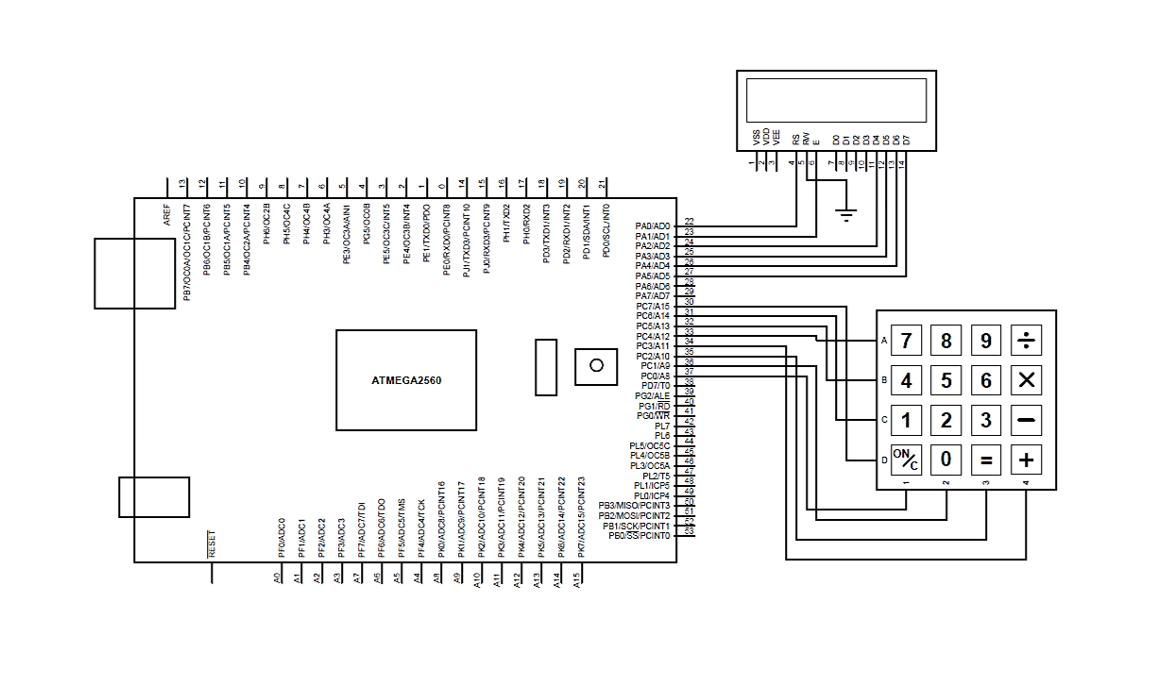 VSS
VDD
VEE
RS
RW
E
D0
D1
D2
D3
D4
D5
D6
D7
1
2
3
4
5
6
7
8
9
10
11
12
13
14
13
12
11
10
9
8
7
6
5
4
3
2
1
0
14
15
16
17
18
19
20
21
AREF
PB7/OC0A/OC1C/PCINT7
PB6/OC1B/PCINT6
PB5/OC1A/PCINT5
PB4/OC2A/PCINT4
PH6/OC2B
PH5/OC4C
PH4/OC4B
PH3/OC4A
PE3/OC3A/AIN1
PG5/OC0B
PE5/OC3C/INT5
PE4/OC3B/INT4
PE1/TXD0/PDO
PE0/RXD0/PCINT8
PJ1/TXD3/PCINT10
PJ0/RXD3/PCINT9
PH1/TXD2
PH0/RXD2
PD3/TXD1/INT3
PD2/RXD1/INT2
PD1/SDA/INT1
PD0/SCL/INT0
PA0/AD0 22
PA1/AD1 23
PA2/AD2 24
PA3/AD3 25
PA4/AD4 26
PA5/AD5 27
PA6/AD6 28
PA7/AD7 29
PC7/A15 30
PC6/A14 31
PC5/A13 32
PC4/A12 33
PC3/A11 34
PC2/A10 35
PC1/A9 36
PC0/A8 37
PD7/T0 38
PG2/ALE 39
PG1/RD 40
PG0/WR 41
PL7 42
PL6 43
PL5/OC5C 44
PL4/OC5B 45
PL3/OC5A 46
PL2/T5 47
PL1/ICP5 48
PL0/ICP4 49
PB3/MISO/PCINT3 50
PB2/MOSI/PCINT2 51
PB1/SCK/PCINT1 52
PB0/SS/PCINT0 53
ATMEGA2560
A 7 8 9 ÷
B 4 5 6 ×
C 1 2 3 −
D ON/C 0 = +
1 2 3 4
RESET
PF0/ADC0
PF1/ADC1
PF2/ADC2
PF3/ADC3
PF7/ADC7/TDI
PF6/ADC6/TDO
PF5/ADC5/TMS
PF4/ADC4/TCK
PK0/ADC8/PCINT16
PK1/ADC9/PCINT17
PK2/ADC10/PCINT18
PK3/ADC11/PCINT19
PK4/ADC12/PCINT20
PK5/ADC13/PCINT21
PK6/ADC14/PCINT22
PK7/ADC15/PCINT23
A0
A1
A2
A3
A7
A6
A5
A4
A8
A9
A10
A11
A12
A13
A14
A15